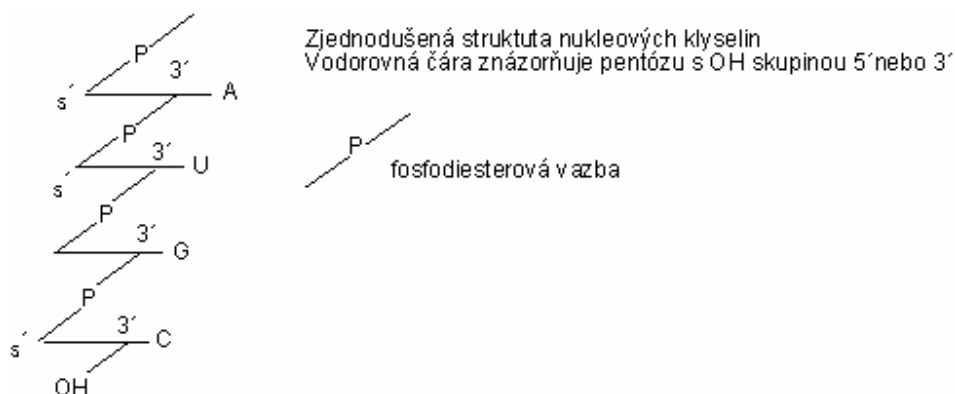 Zjednodušená struktuta nukleových klyselin
Vodorovná čára znázorňuje pentózu s OH skupinou 5´nebo 3´
P
3´
s´
A
P
P
fosfodiesterová vazba
3´
s´
U
P
3´
G
P
3´
s´
C
OH